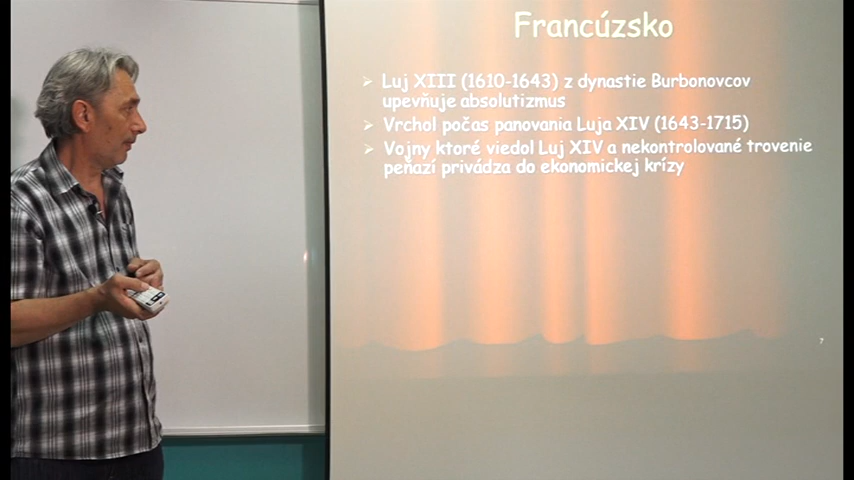 Francúzsko
Luj XIII (1610-1643) z dynastie Burbonovcov
upevňuje absolutizmus
Vrchol počas panovania Luja XIV (1643-1715)
Vojny ktoré viedol Luj XIV a nekontrolované trovenie
peňazí privádza do ekonomickej krízy
7